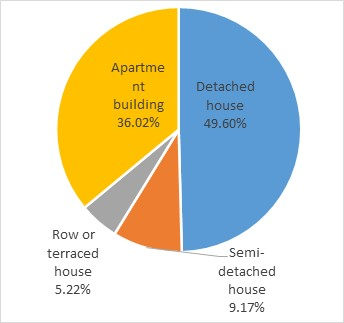 Apartme
nt
building
36.02%
Detached
house
49.60%
Row or
terraced
house
5.22%
Semi-
detached
house
9.17%